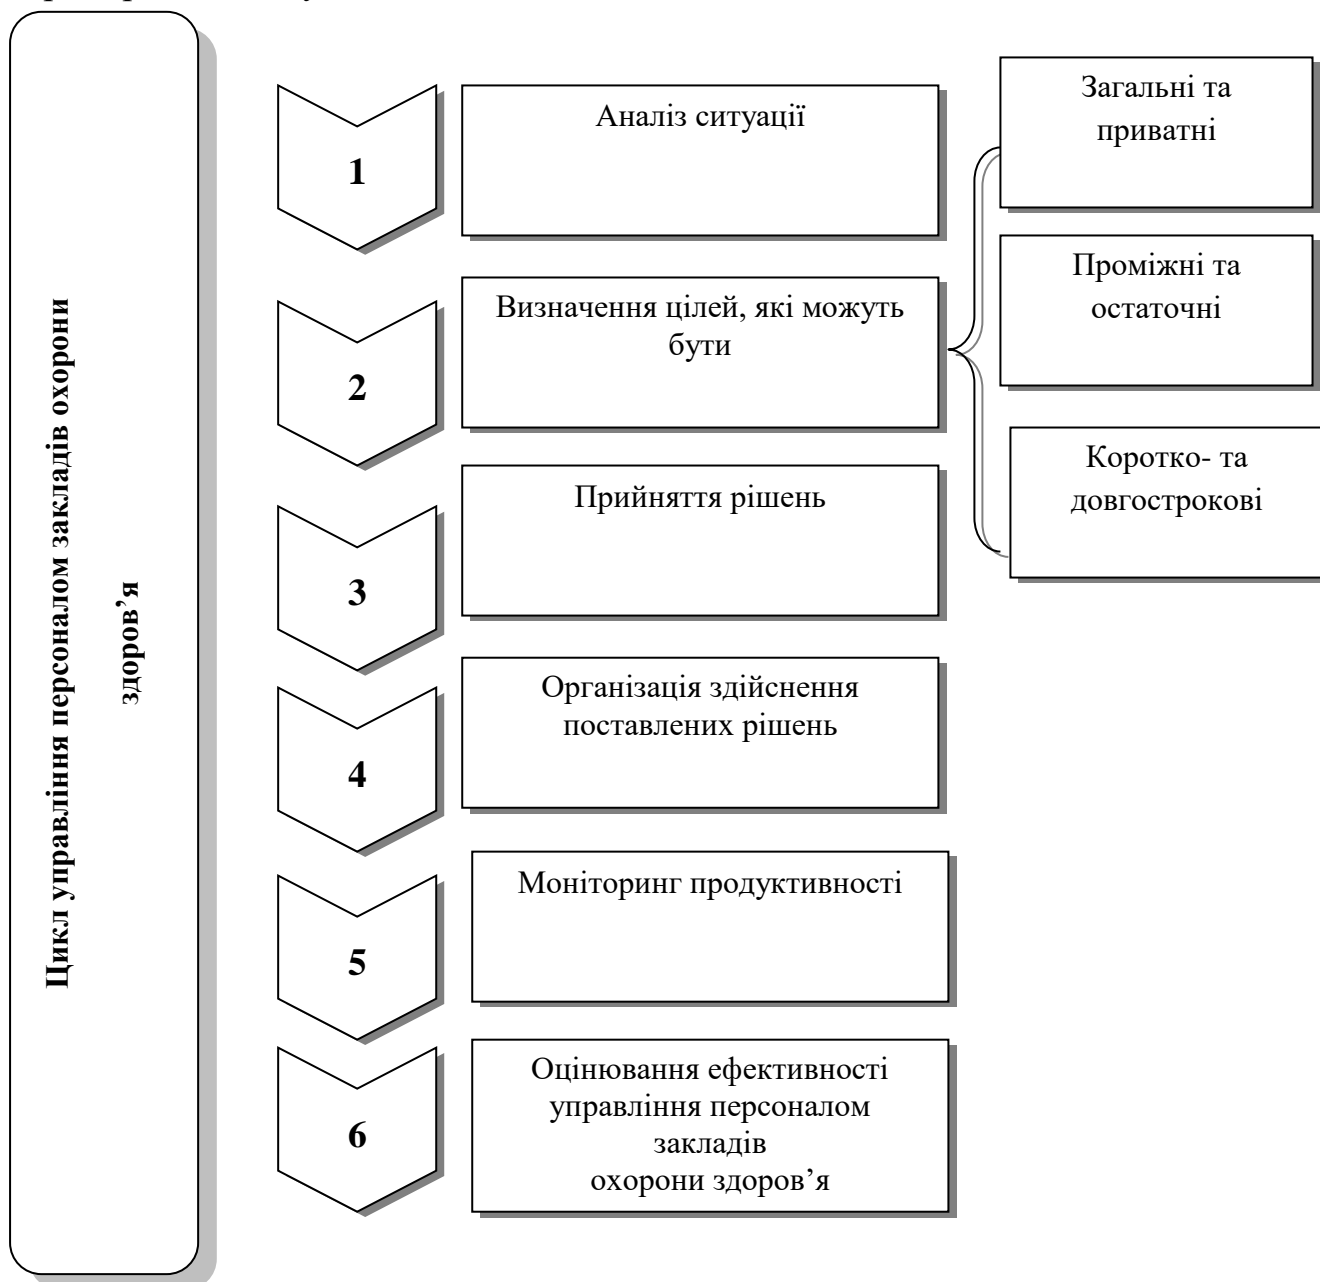 Цикл управління персоналом закладів охорони
здоров’я
1
Аналіз ситуації
2
Визначення цілей, які можуть
бути
Загальні та
приватні
Проміжні та
остаточні
Коротко- та
довгострокові
3
Прийняття рішень
4
Організація здійснення
поставлених рішень
5
Моніторинг продуктивності
6
Оцінювання ефективності
управління персоналом
закладів
охорони здоров’я